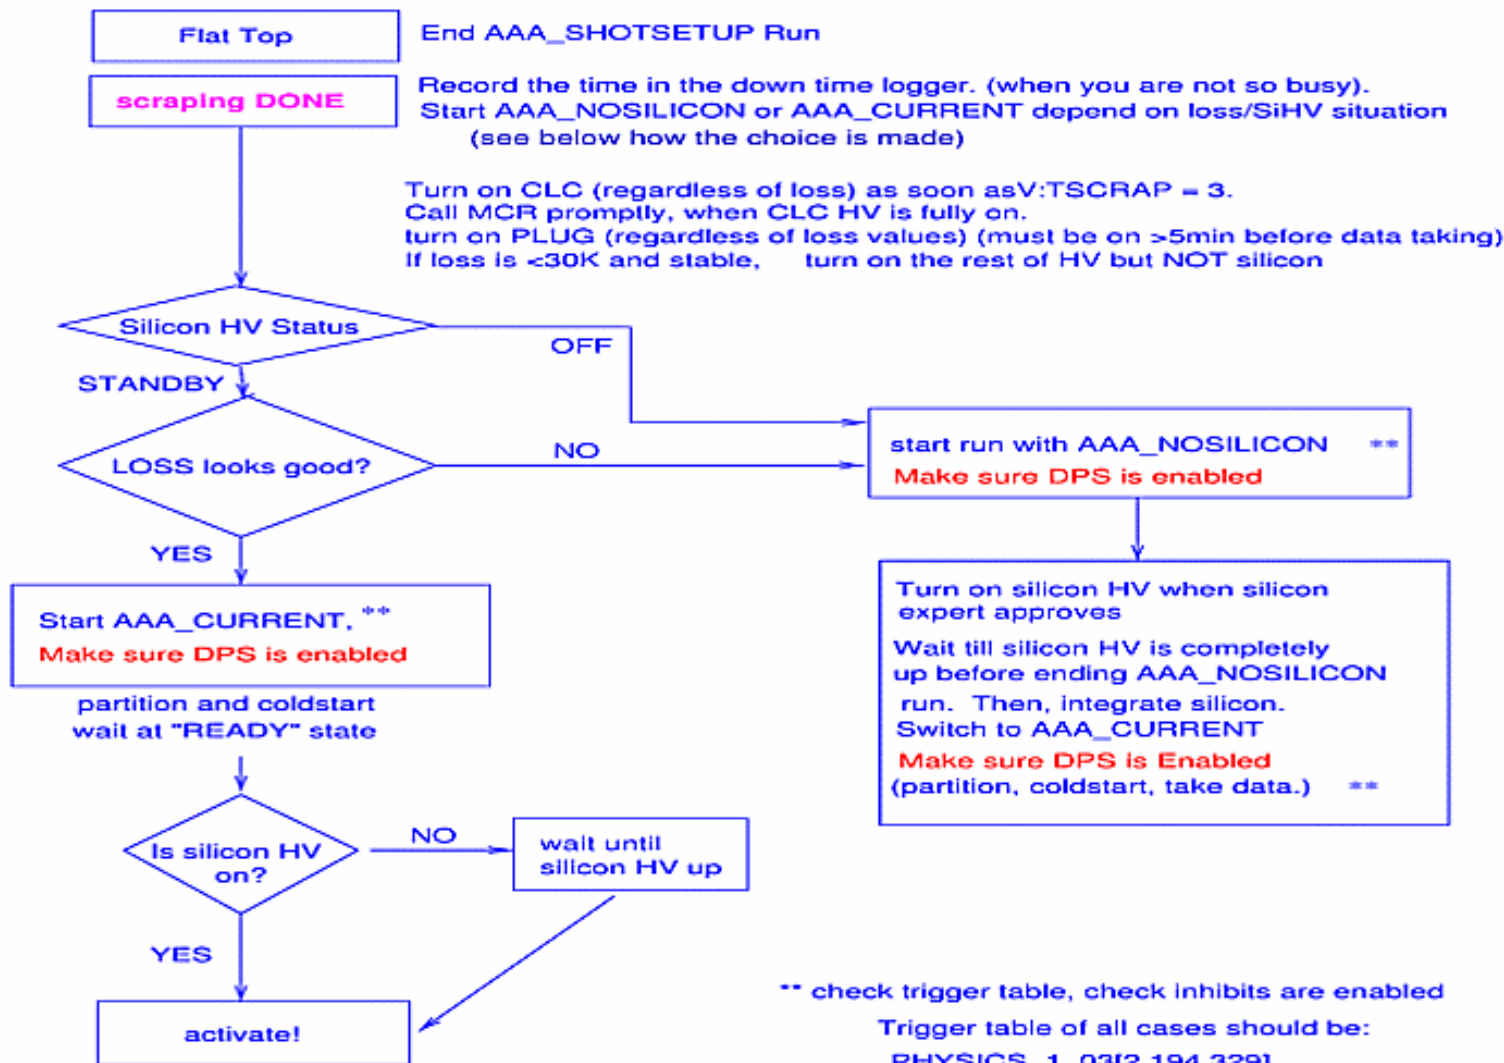 Flat Top
End AAA_SHOTSETUP Run
scraping DONE
Record the time in the down time logger. (when you are not so busy).
Start AAA_NOSILICON or AAA_CURRENT depend on loss/SiHV situation
(see below how the choice is made)
Turn on CLC (regardless of loss) as soon asV:TSCRAP = 3.
Call MCR promptly, when CLC HV is fully on.
turn on PLUG (regardless of loss values) (must be on >5min before data taking)
If loss is <30K and stable, turn on the rest of HV but NOT silicon
Silicon HV Status
OFF
STANDBY
LOSS looks good?
NO
start run with AAA_NOSILICON **
Make sure DPS is enabled
YES
Start AAA_CURRENT, **
Make sure DPS is enabled
partition and coldstart
wait at "READY" state
Turn on silicon HV when silicon
expert approves
Wait till silicon HV is completely
up before ending AAA_NOSILICON
run. Then, integrate silicon.
Switch to AAA_CURRENT
Make sure DPS is Enabled
(partition, coldstart, take data.) **
Is silicon HV
on?
NO
wait until
silicon HV up
YES
activate!
** check trigger table, check inhibits are enabled
Trigger table of all cases should be:
PHYSICS_1_03[2,194,329]